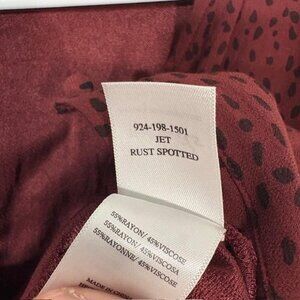 924-198-1501
JET
RUST SPOTTED
55%RAYON/ 45%VISCOSE
55%RAYON/ 45%VISCOSA
55%RAYONNE/ 45%VISCOSE
MADE IN